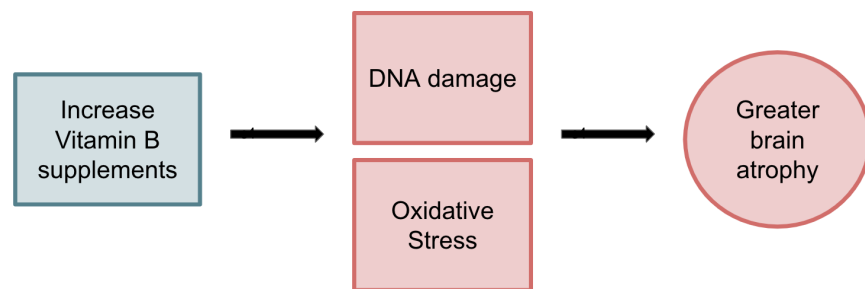 Increase
Vitamin B
supplements
DNA damage
Oxidative
Stress
Greater
brain
atrophy